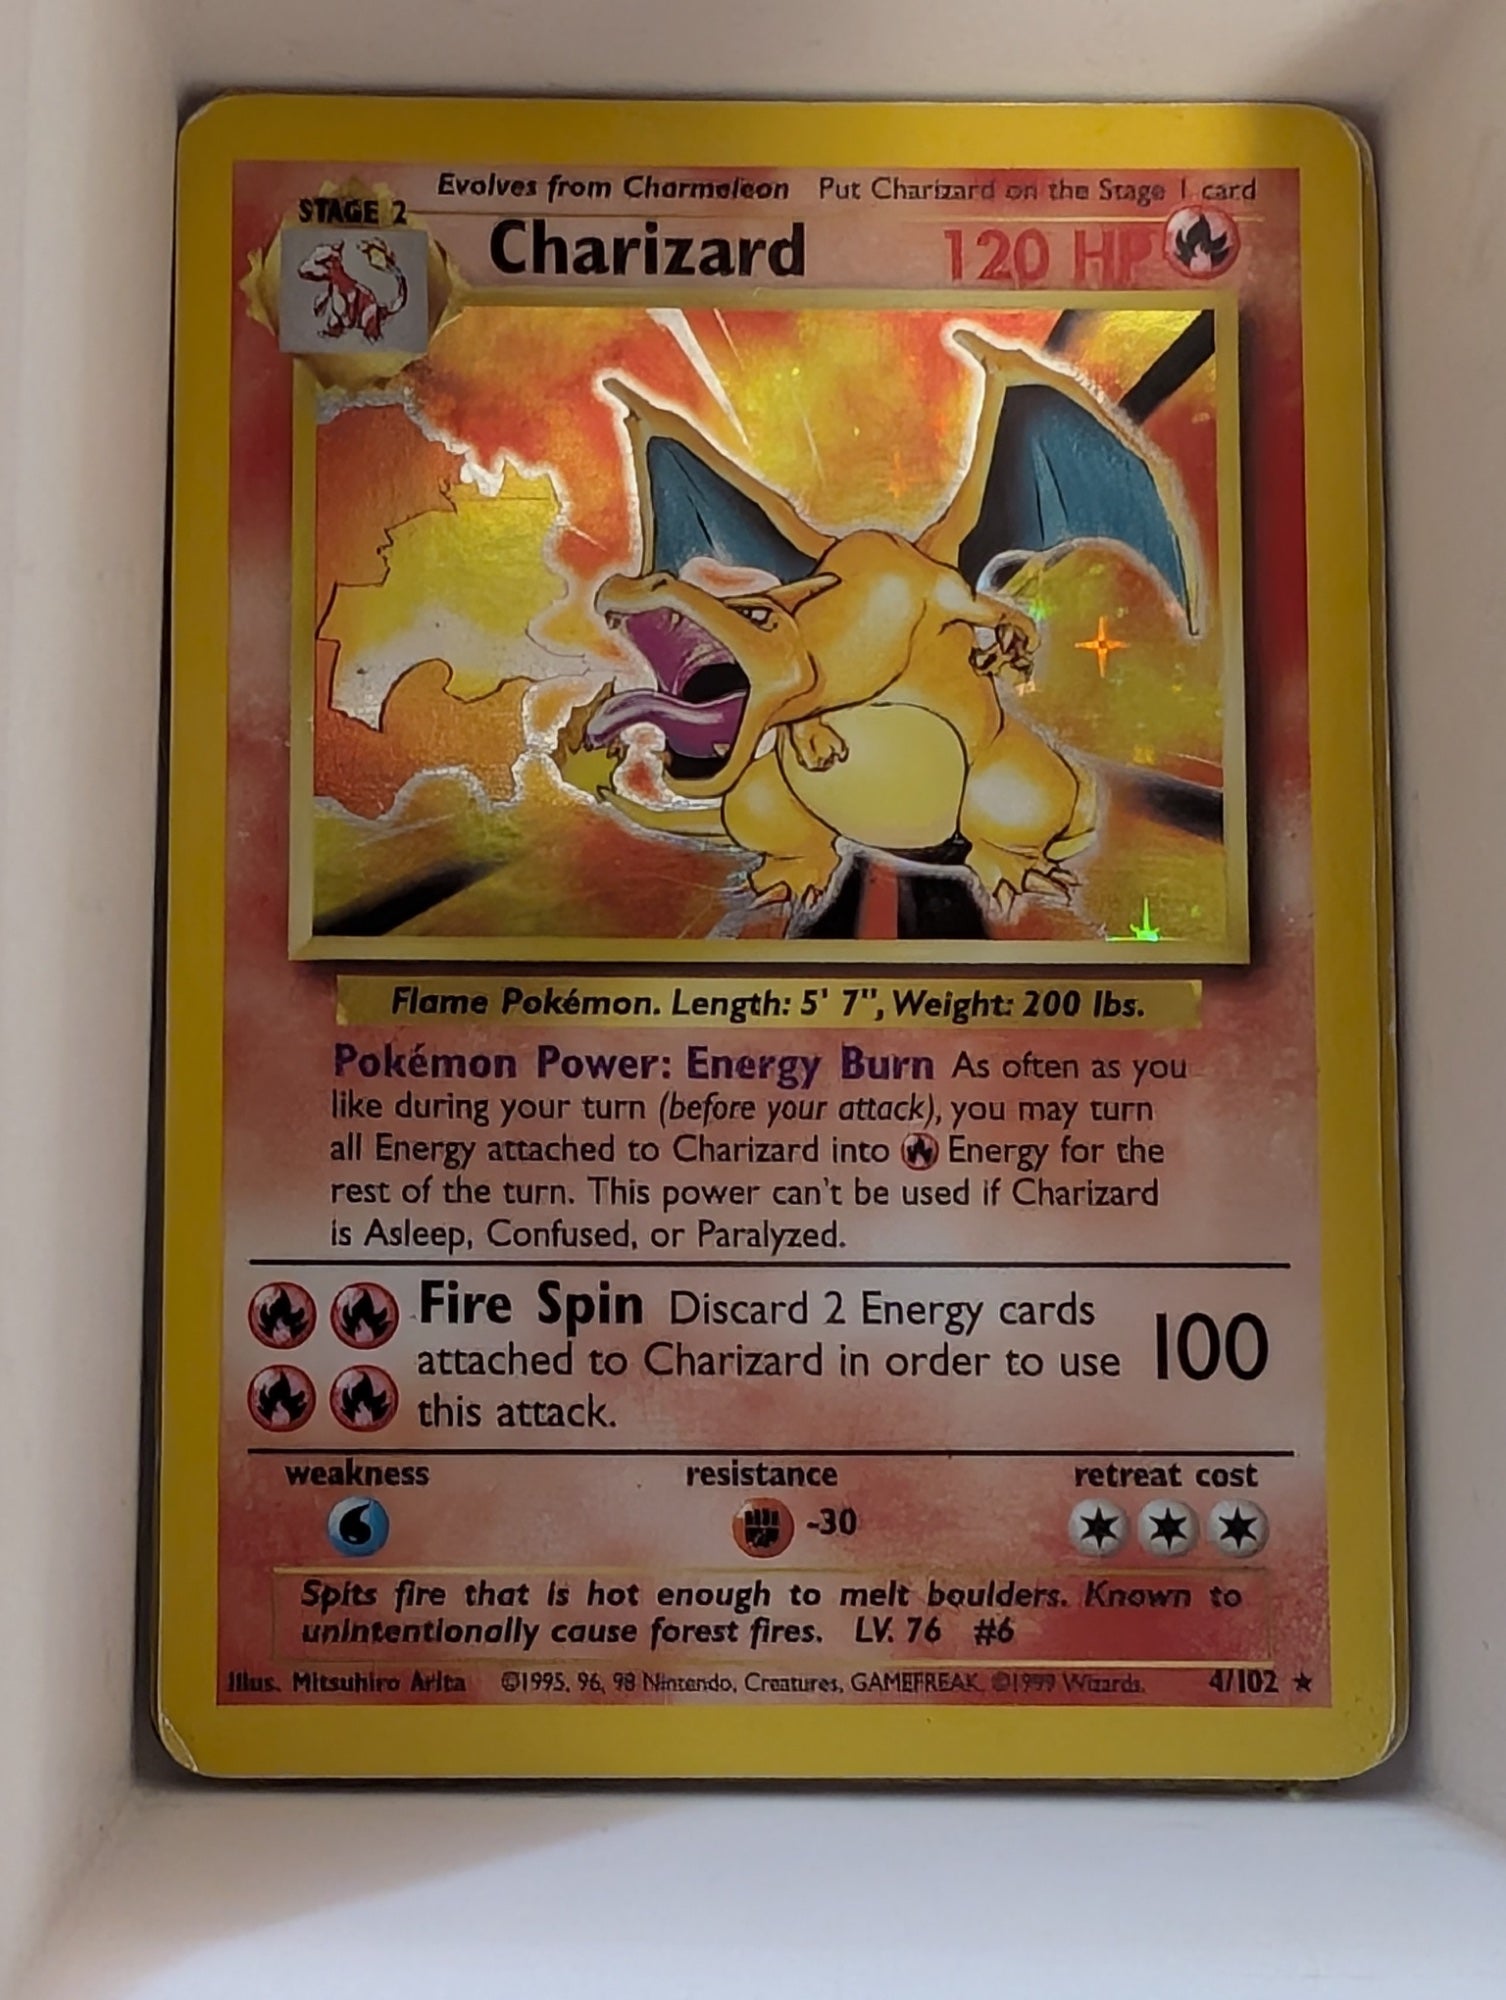 Evolves from Charmeleon Put Charizard on the Stage 1 card
STAGE 2
Charizard 120 HP
Flame Pokémon. Length: 5' 7", Weight: 200 lbs.
Pokémon Power: Energy Burn As often as you
like during your turn (before your attack), you may turn
all Energy attached to Charizard into Energy for the
rest of the turn. This power can't be used if Charizard
is Asleep, Confused, or Paralyzed.
Fire Spin Discard 2 Energy cards
attached to Charizard in order to use 100
this attack.
weakness resistance retreat cost
-30
Spits fire that is hot enough to melt boulders. Known to
unintentionally cause forest fires. LV. 76 #6
Illus. Mitsuhiro Arita ©1995, 96, 98 Nintendo, Creatures, GAMEFREAK. ©1999 Wizards. 4/102 ★